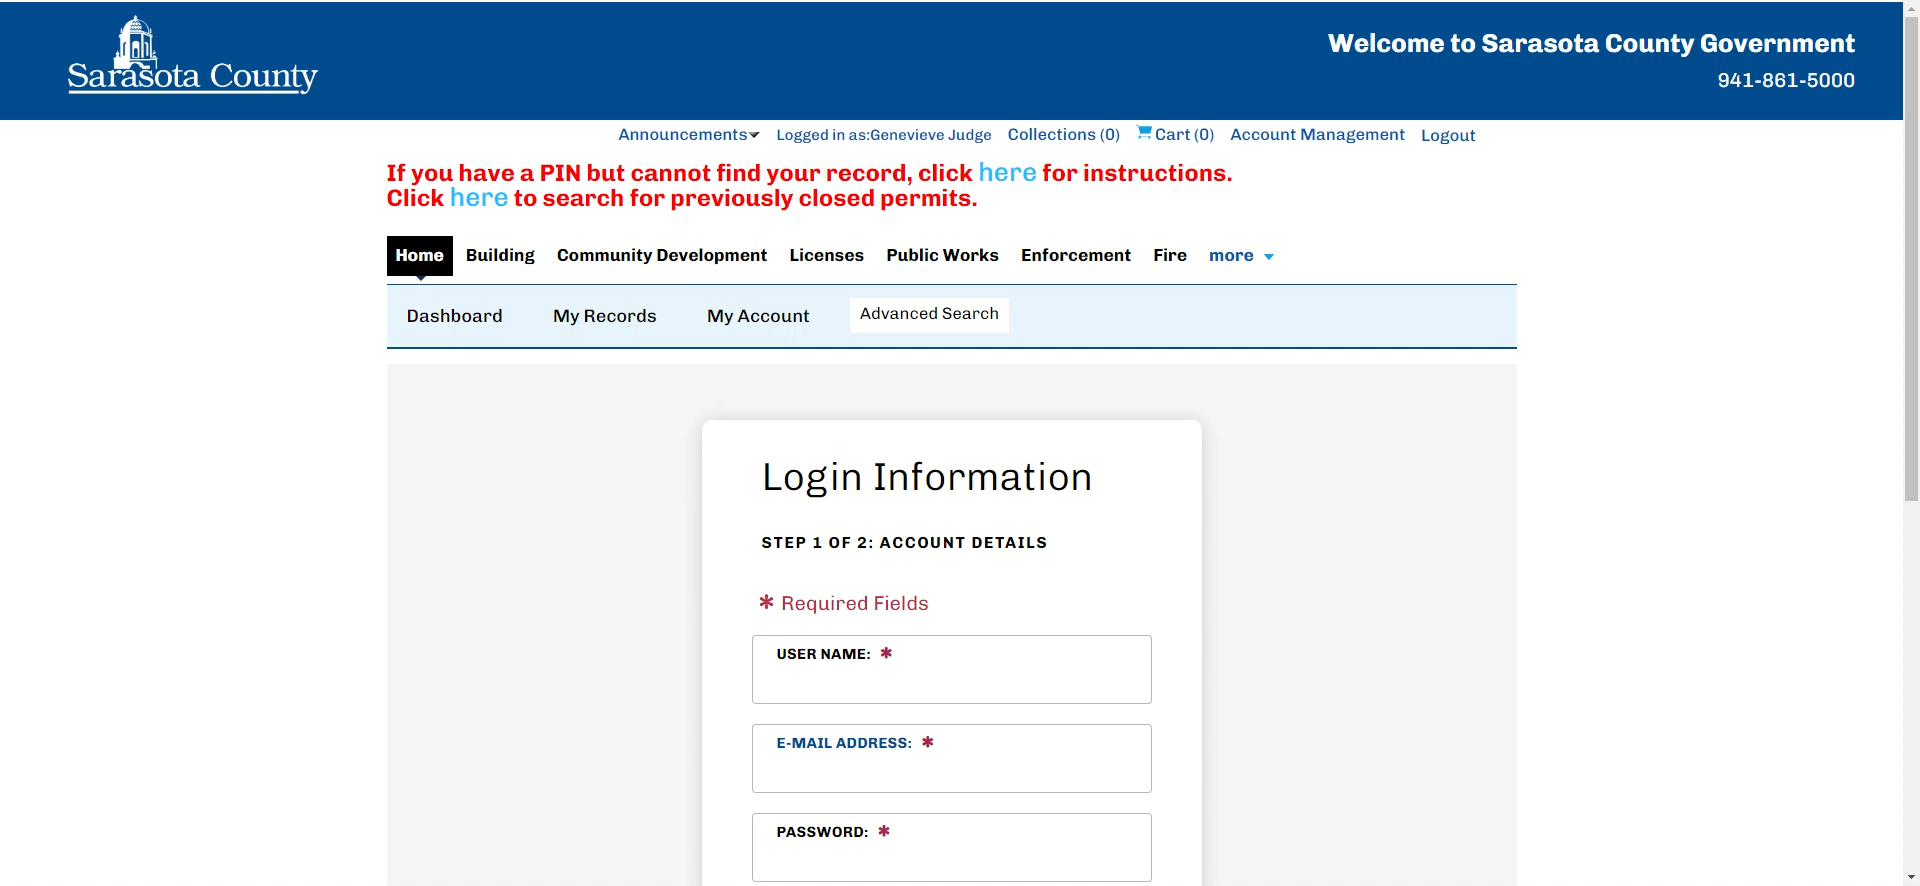 Sarasota County
Welcome to Sarasota County Government
941-861-5000
Announcements Logged in as:Genevieve Judge Collections (0) Cart (0) Account Management Logout
If you have a PIN but cannot find your record, click here for instructions.
Click here to search for previously closed permits.
Home Building Community Development Licenses Public Works Enforcement Fire more
Dashboard My Records My Account Advanced Search
Login Information
STEP 1 OF 2: ACCOUNT DETAILS
* Required Fields
USER NAME: *
E-MAIL ADDRESS: *
PASSWORD: *